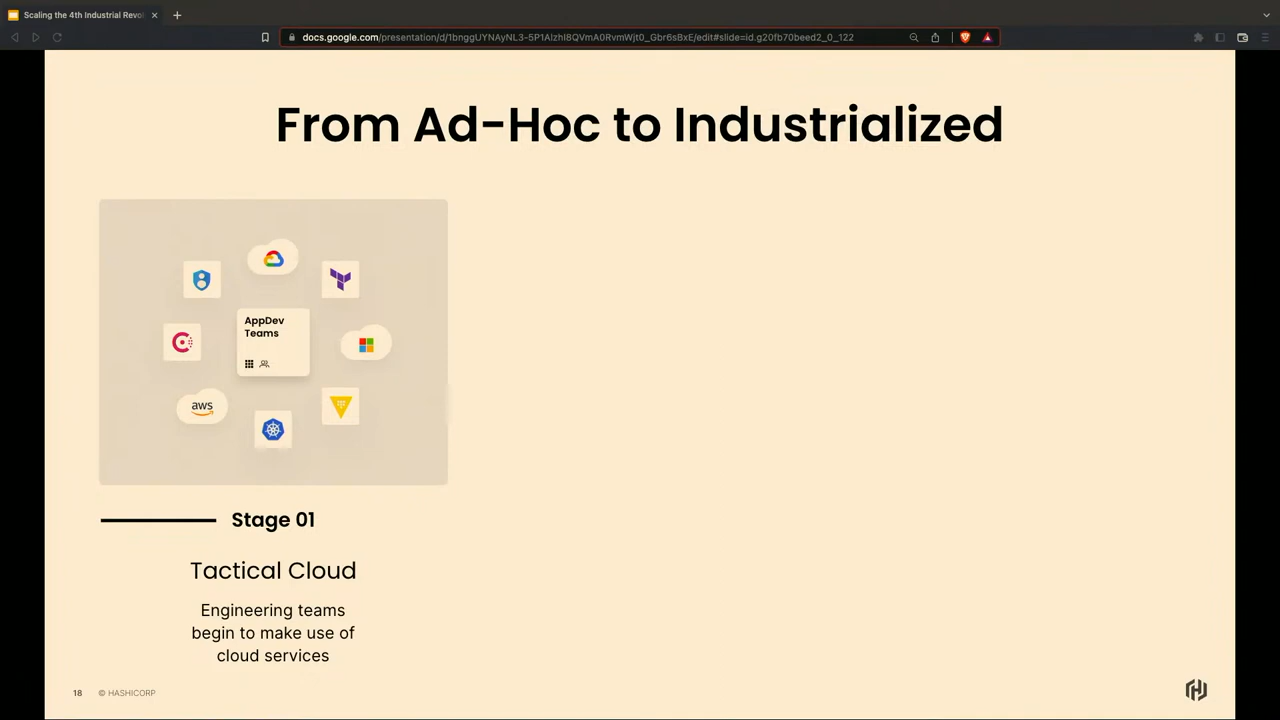 Scaling the 4th Industrial Revol
docs.google.com/presentation/d/1bnggUYNAyNL3-5P1AlzhI8QVmA0RvmWjt0_Gbr6sBxE/edit#slide=id.g20fb70beed2_0_122
From Ad-Hoc to Industrialized
AppDev
Teams
aws
Stage 01
Tactical Cloud
Engineering teams
begin to make use of
cloud services
18 © HASHICORP